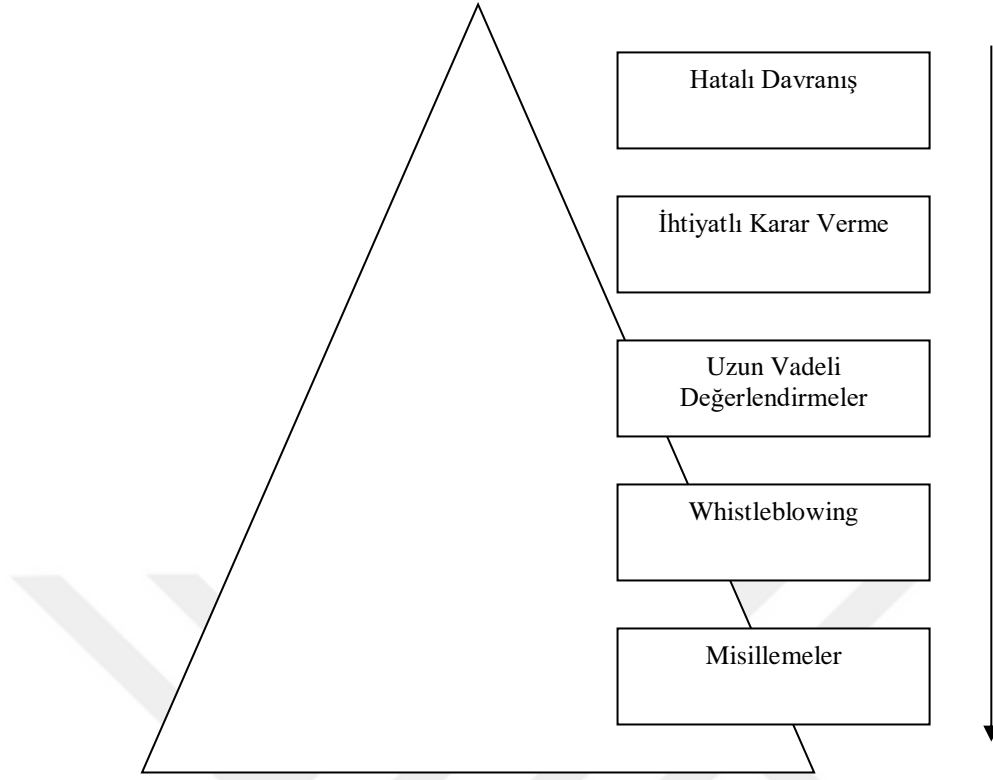 Hatalı Davranış
İhtiyatlı Karar Verme
Uzun Vadeli
Değerlendirmeler
Whistleblowing
Misillemeler